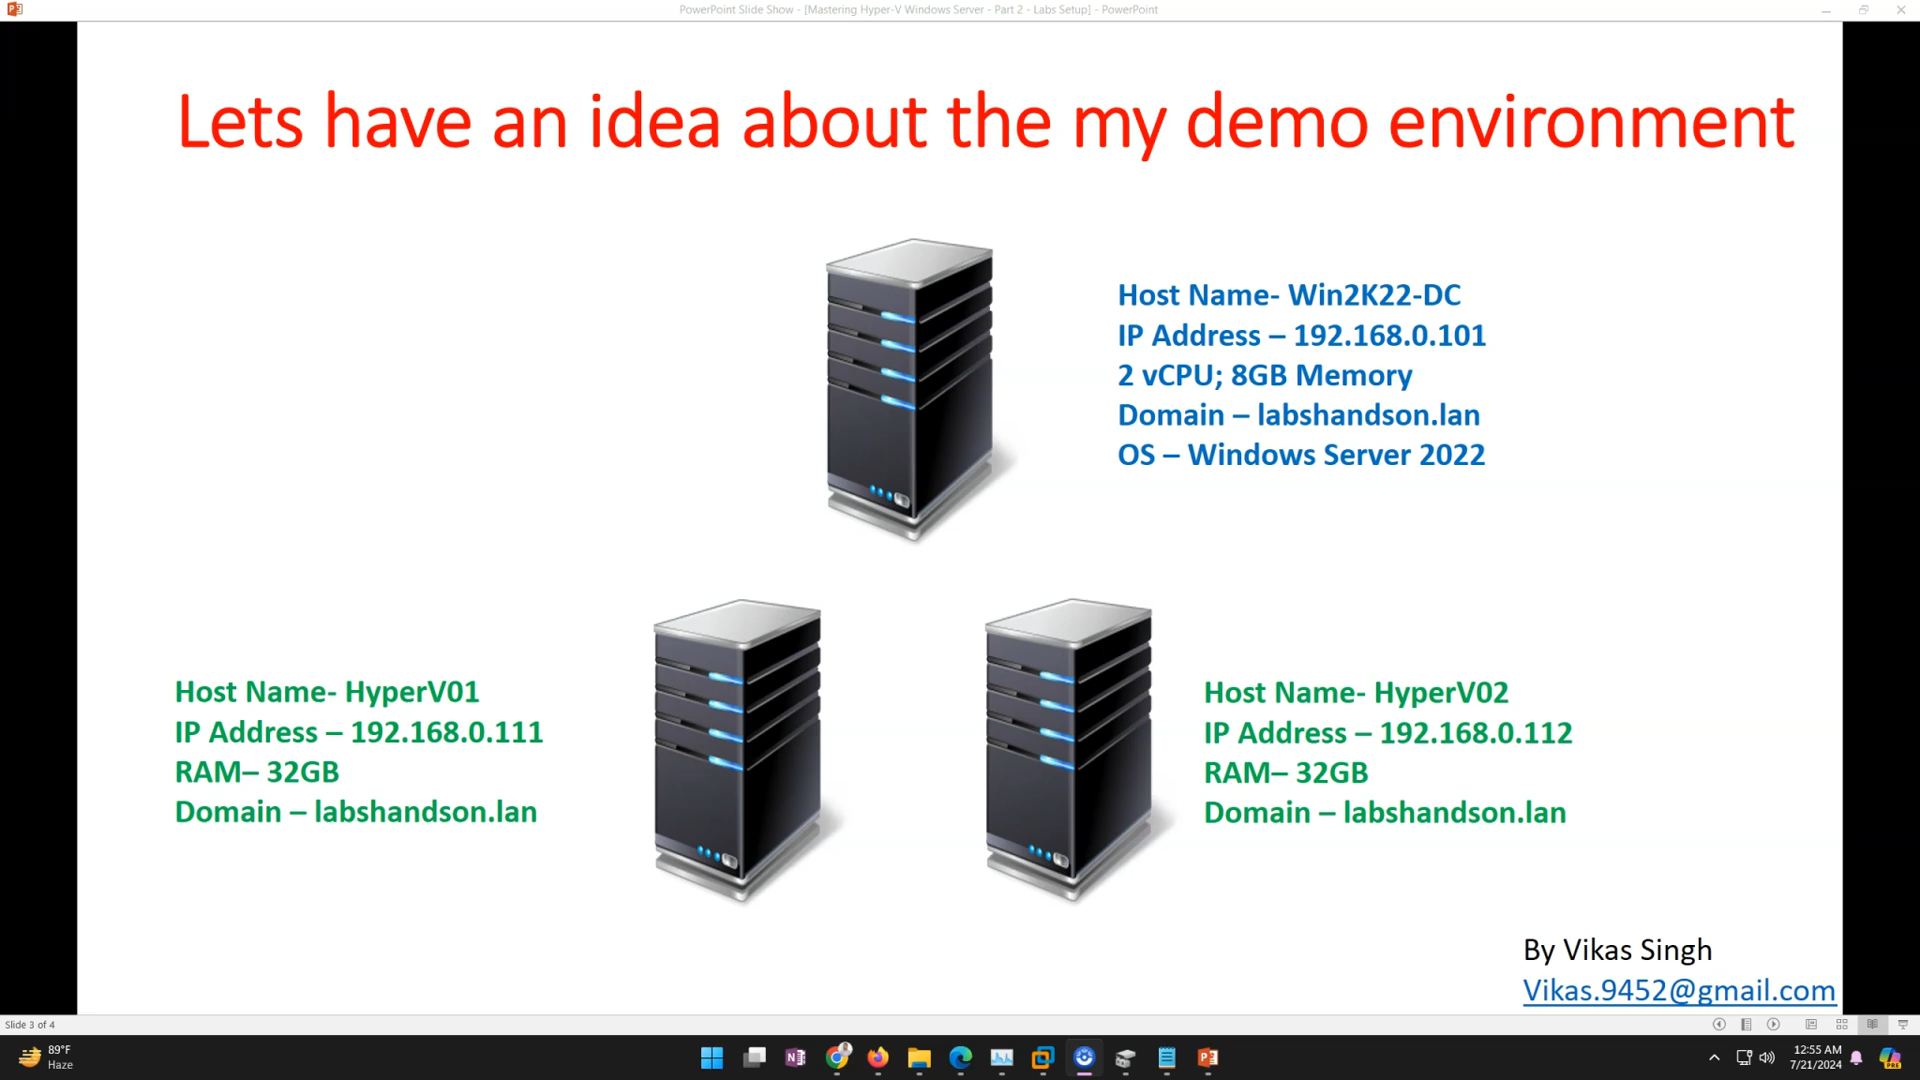 PowerPoint Slide Show - [Mastering Hyper-V Windows Server - Part 2 - Labs Setup] - PowerPoint
Lets have an idea about the my demo environment
Host Name- Win2K22-DC
IP Address – 192.168.0.101
2 vCPU; 8GB Memory
Domain – labshandson.lan
OS – Windows Server 2022
Host Name- HyperV01
IP Address – 192.168.0.111
RAM– 32GB
Domain – labshandson.lan
Host Name- HyperV02
IP Address – 192.168.0.112
RAM– 32GB
Domain – labshandson.lan
By Vikas Singh
Vikas.9452@gmail.com
Slide 3 of 4
89°F
Haze
12:55 AM
7/21/2024